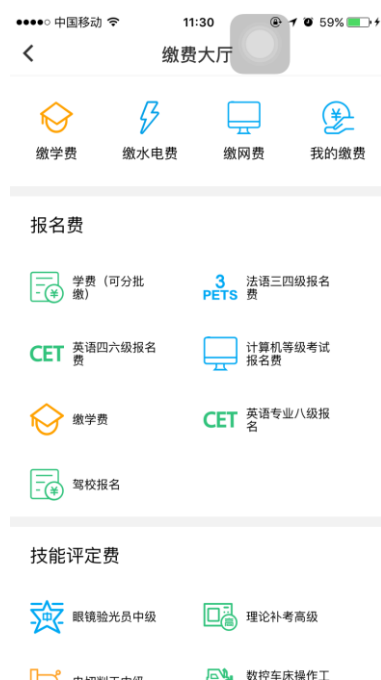 中国移动 11:30 59%
缴费大厅
缴学费 缴水电费 缴网费 我的缴费
报名费
学费（可分批
缴）
3
PETS
法语三四级报名
费
CET
英语四六级报名
费
计算机等级考试
报名费
缴学费
CET
英语专业八级报
名
驾校报名
技能评定费
中
眼镜验光员中级
高
理论补考高级
数控车床操作工